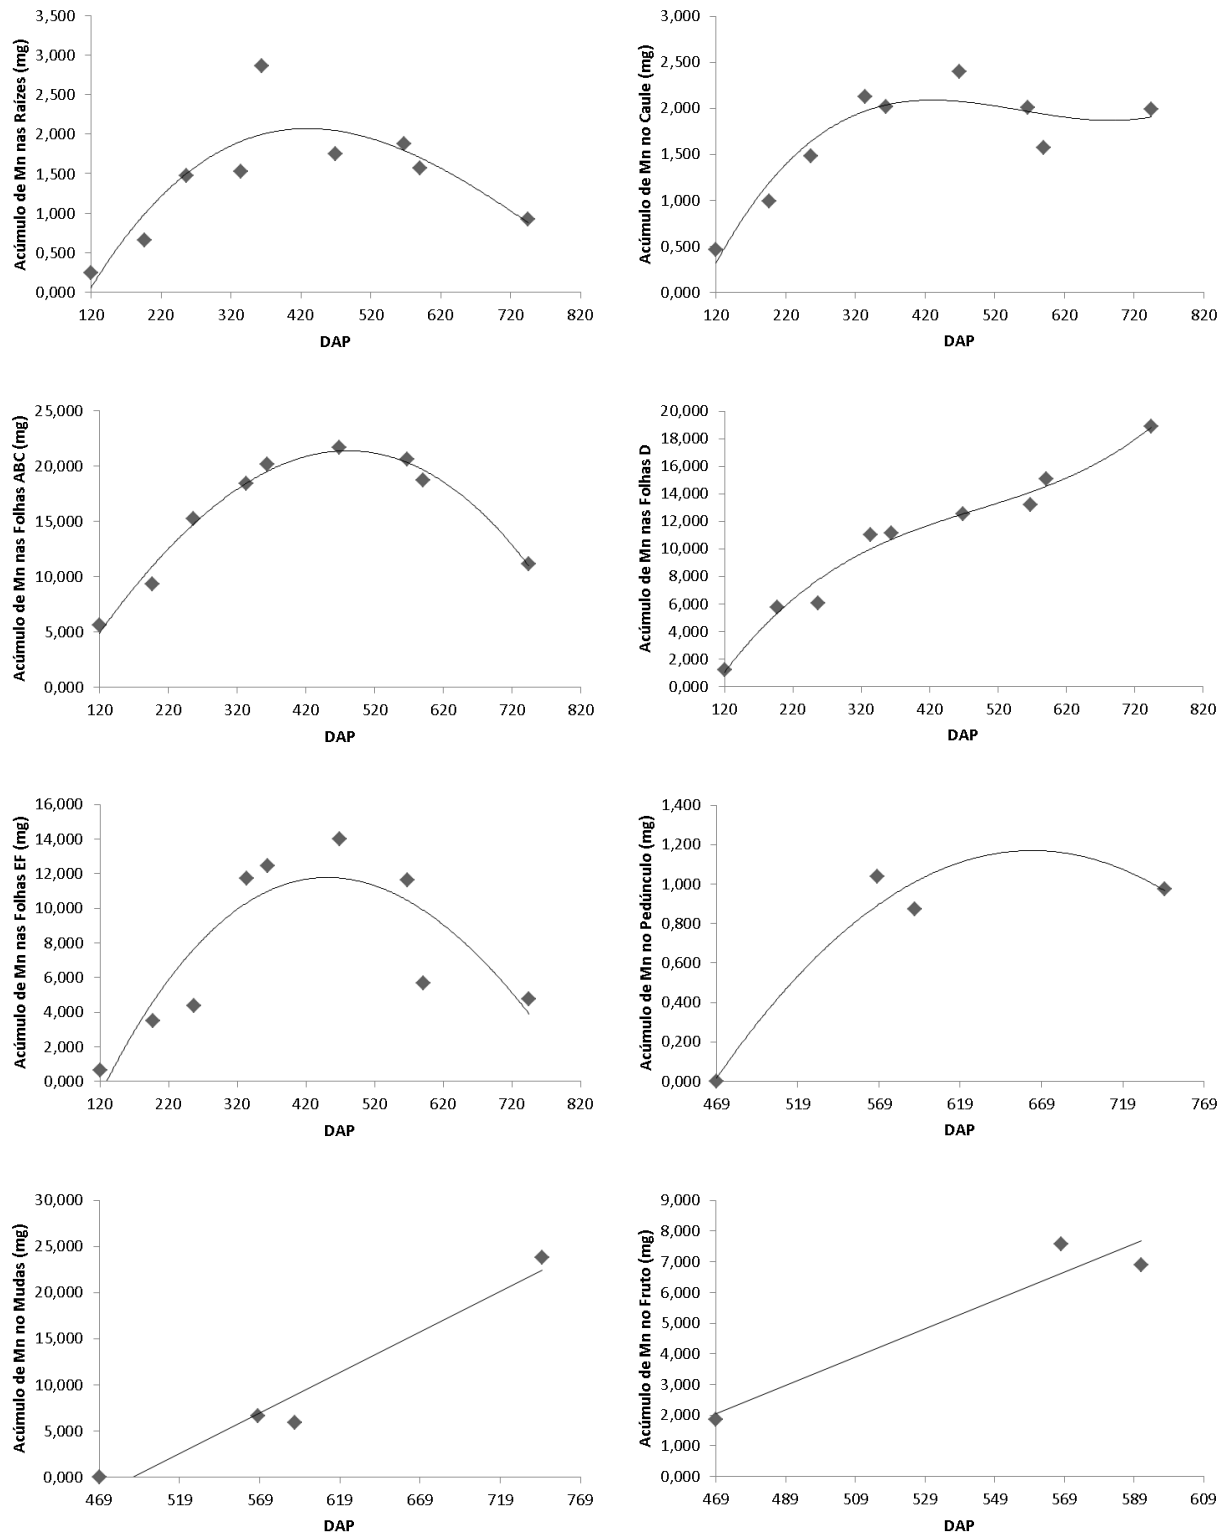 Acúmulo de Mn nas Raízes (mg)
3,500
3,000
2,500
2,000
1,500
1,000
0,500
0,000
120 220 320 420 520 620 720 820
DAP
Acúmulo de Mn no Caule (mg)
3,000
2,500
2,000
1,500
1,000
0,500
0,000
120 220 320 420 520 620 720 820
DAP
Acúmulo de Mn nas Folhas ABC (mg)
25,000
20,000
15,000
10,000
5,000
0,000
120 220 320 420 520 620 720 820
DAP
Acúmulo de Mn nas Folhas D
20,000
18,000
16,000
14,000
12,000
10,000
8,000
6,000
4,000
2,000
0,000
120 220 320 420 520 620 720 820
DAP
Acúmulo de Mn nas Folhas EF (mg)
16,000
14,000
12,000
10,000
8,000
6,000
4,000
2,000
0,000
120 220 320 420 520 620 720 820
DAP
Acúmulo de Mn no Pedúnculo (mg)
1,400
1,200
1,000
0,800
0,600
0,400
0,200
0,000
469 519 569 619 669 719 769
DAP
Acúmulo de Mn no Mudas (mg)
30,000
25,000
20,000
15,000
10,000
5,000
0,000
469 519 569 619 669 719 769
DAP
Acúmulo de Mn no Fruto (mg)
9,000
8,000
7,000
6,000
5,000
4,000
3,000
2,000
1,000
0,000
469 489 509 529 549 569 589 609
DAP